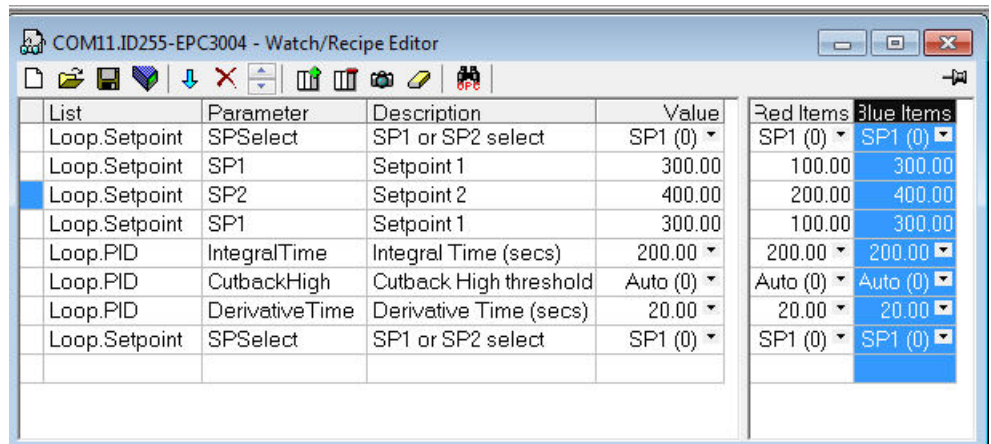 COM11.ID255-EPC3004 - Watch/Recipe Editor
OPC
List Parameter Description Value Red Items Blue Items
Loop.Setpoint SPSelect SP1 or SP2 select SP1 (0) SP1 (0) SP1 (0)
Loop.Setpoint SP1 Setpoint 1 300.00 100.00 300.00
Loop.Setpoint SP2 Setpoint 2 400.00 200.00 400.00
Loop.Setpoint SP1 Setpoint 1 300.00 100.00 300.00
Loop.PID IntegralTime Integral Time (secs) 200.00 200.00 200.00
Loop.PID CutbackHigh Cutback High threshold Auto (0) Auto (0) Auto (0)
Loop.PID DerivativeTime Derivative Time (secs) 20.00 20.00 20.00
Loop.Setpoint SPSelect SP1 or SP2 select SP1 (0) SP1 (0) SP1 (0)